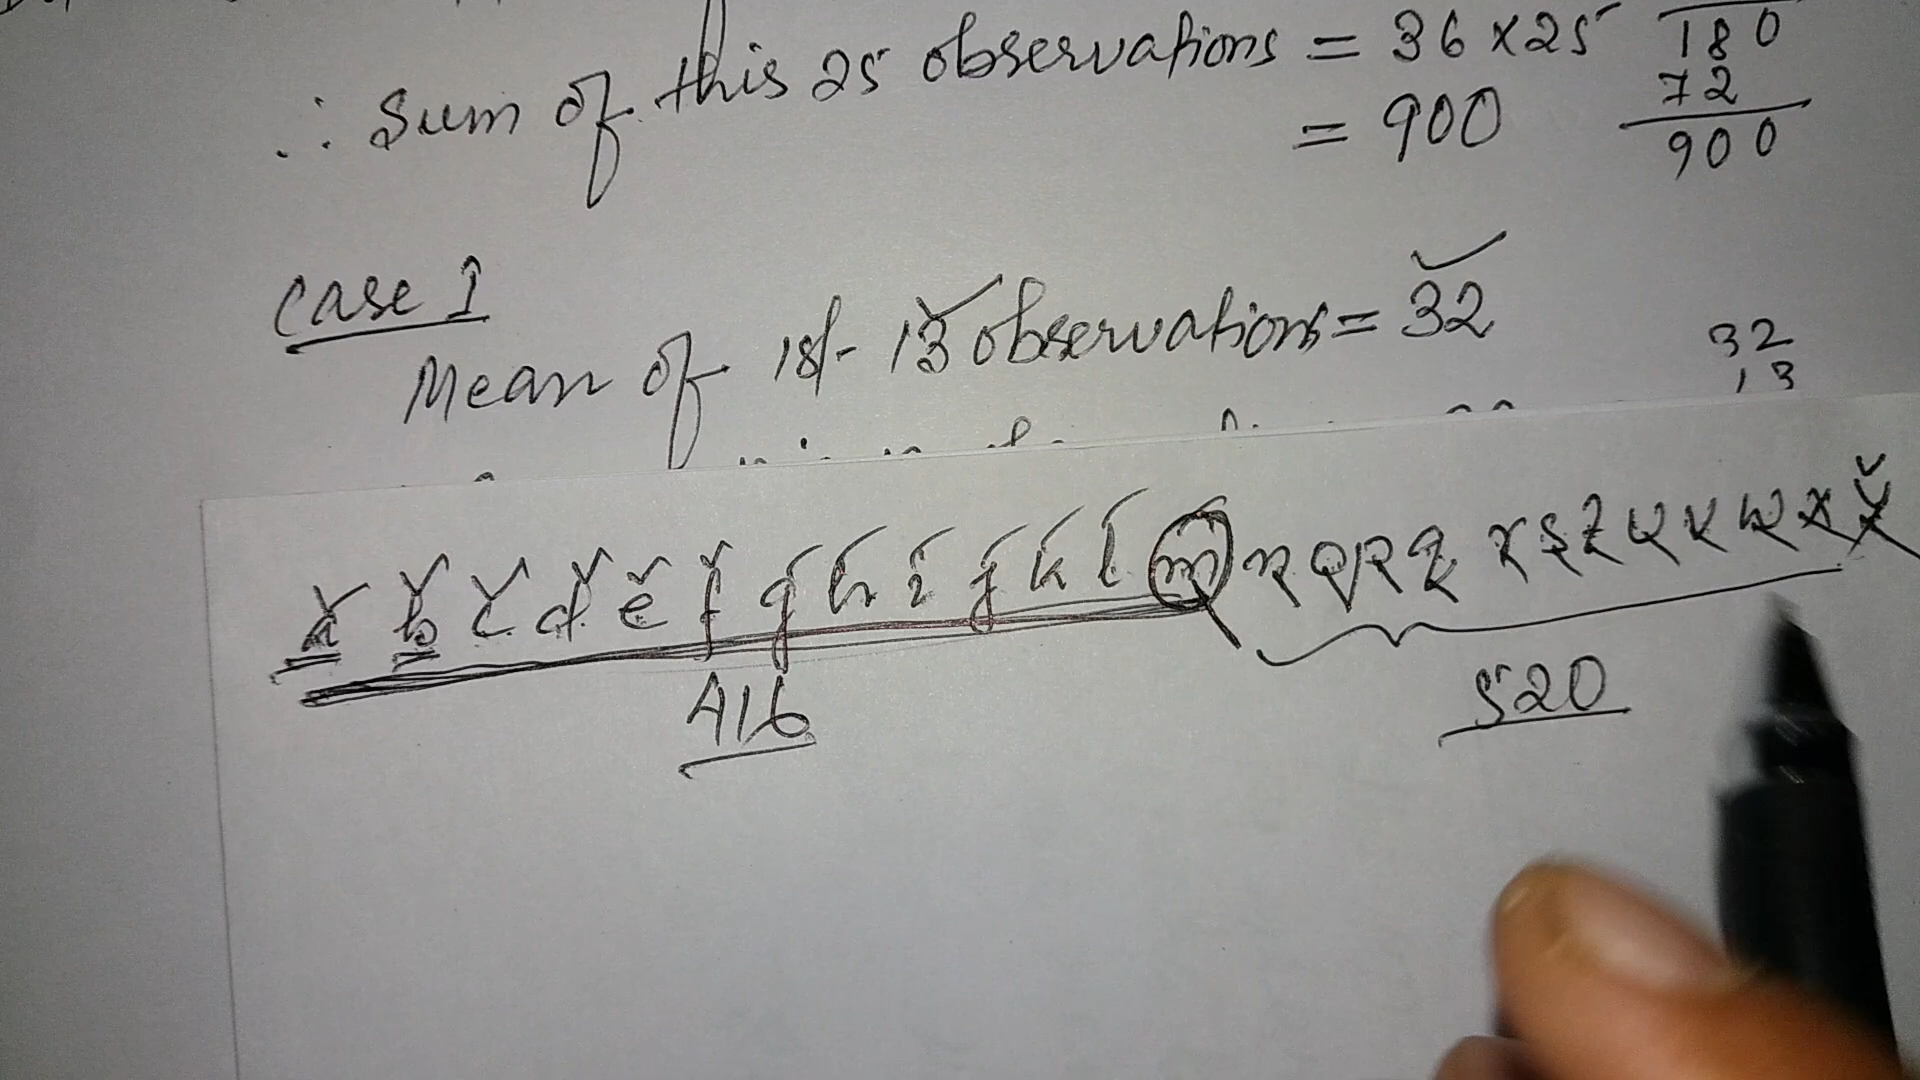 ∴ Sum of this 25 observations = 36 x 25
= 900
180
72
900
Case I
Mean of 1st 13 observations = 32
32
13
a b c d e f g h i j k l m n o p q r s t u v w x y
416
520